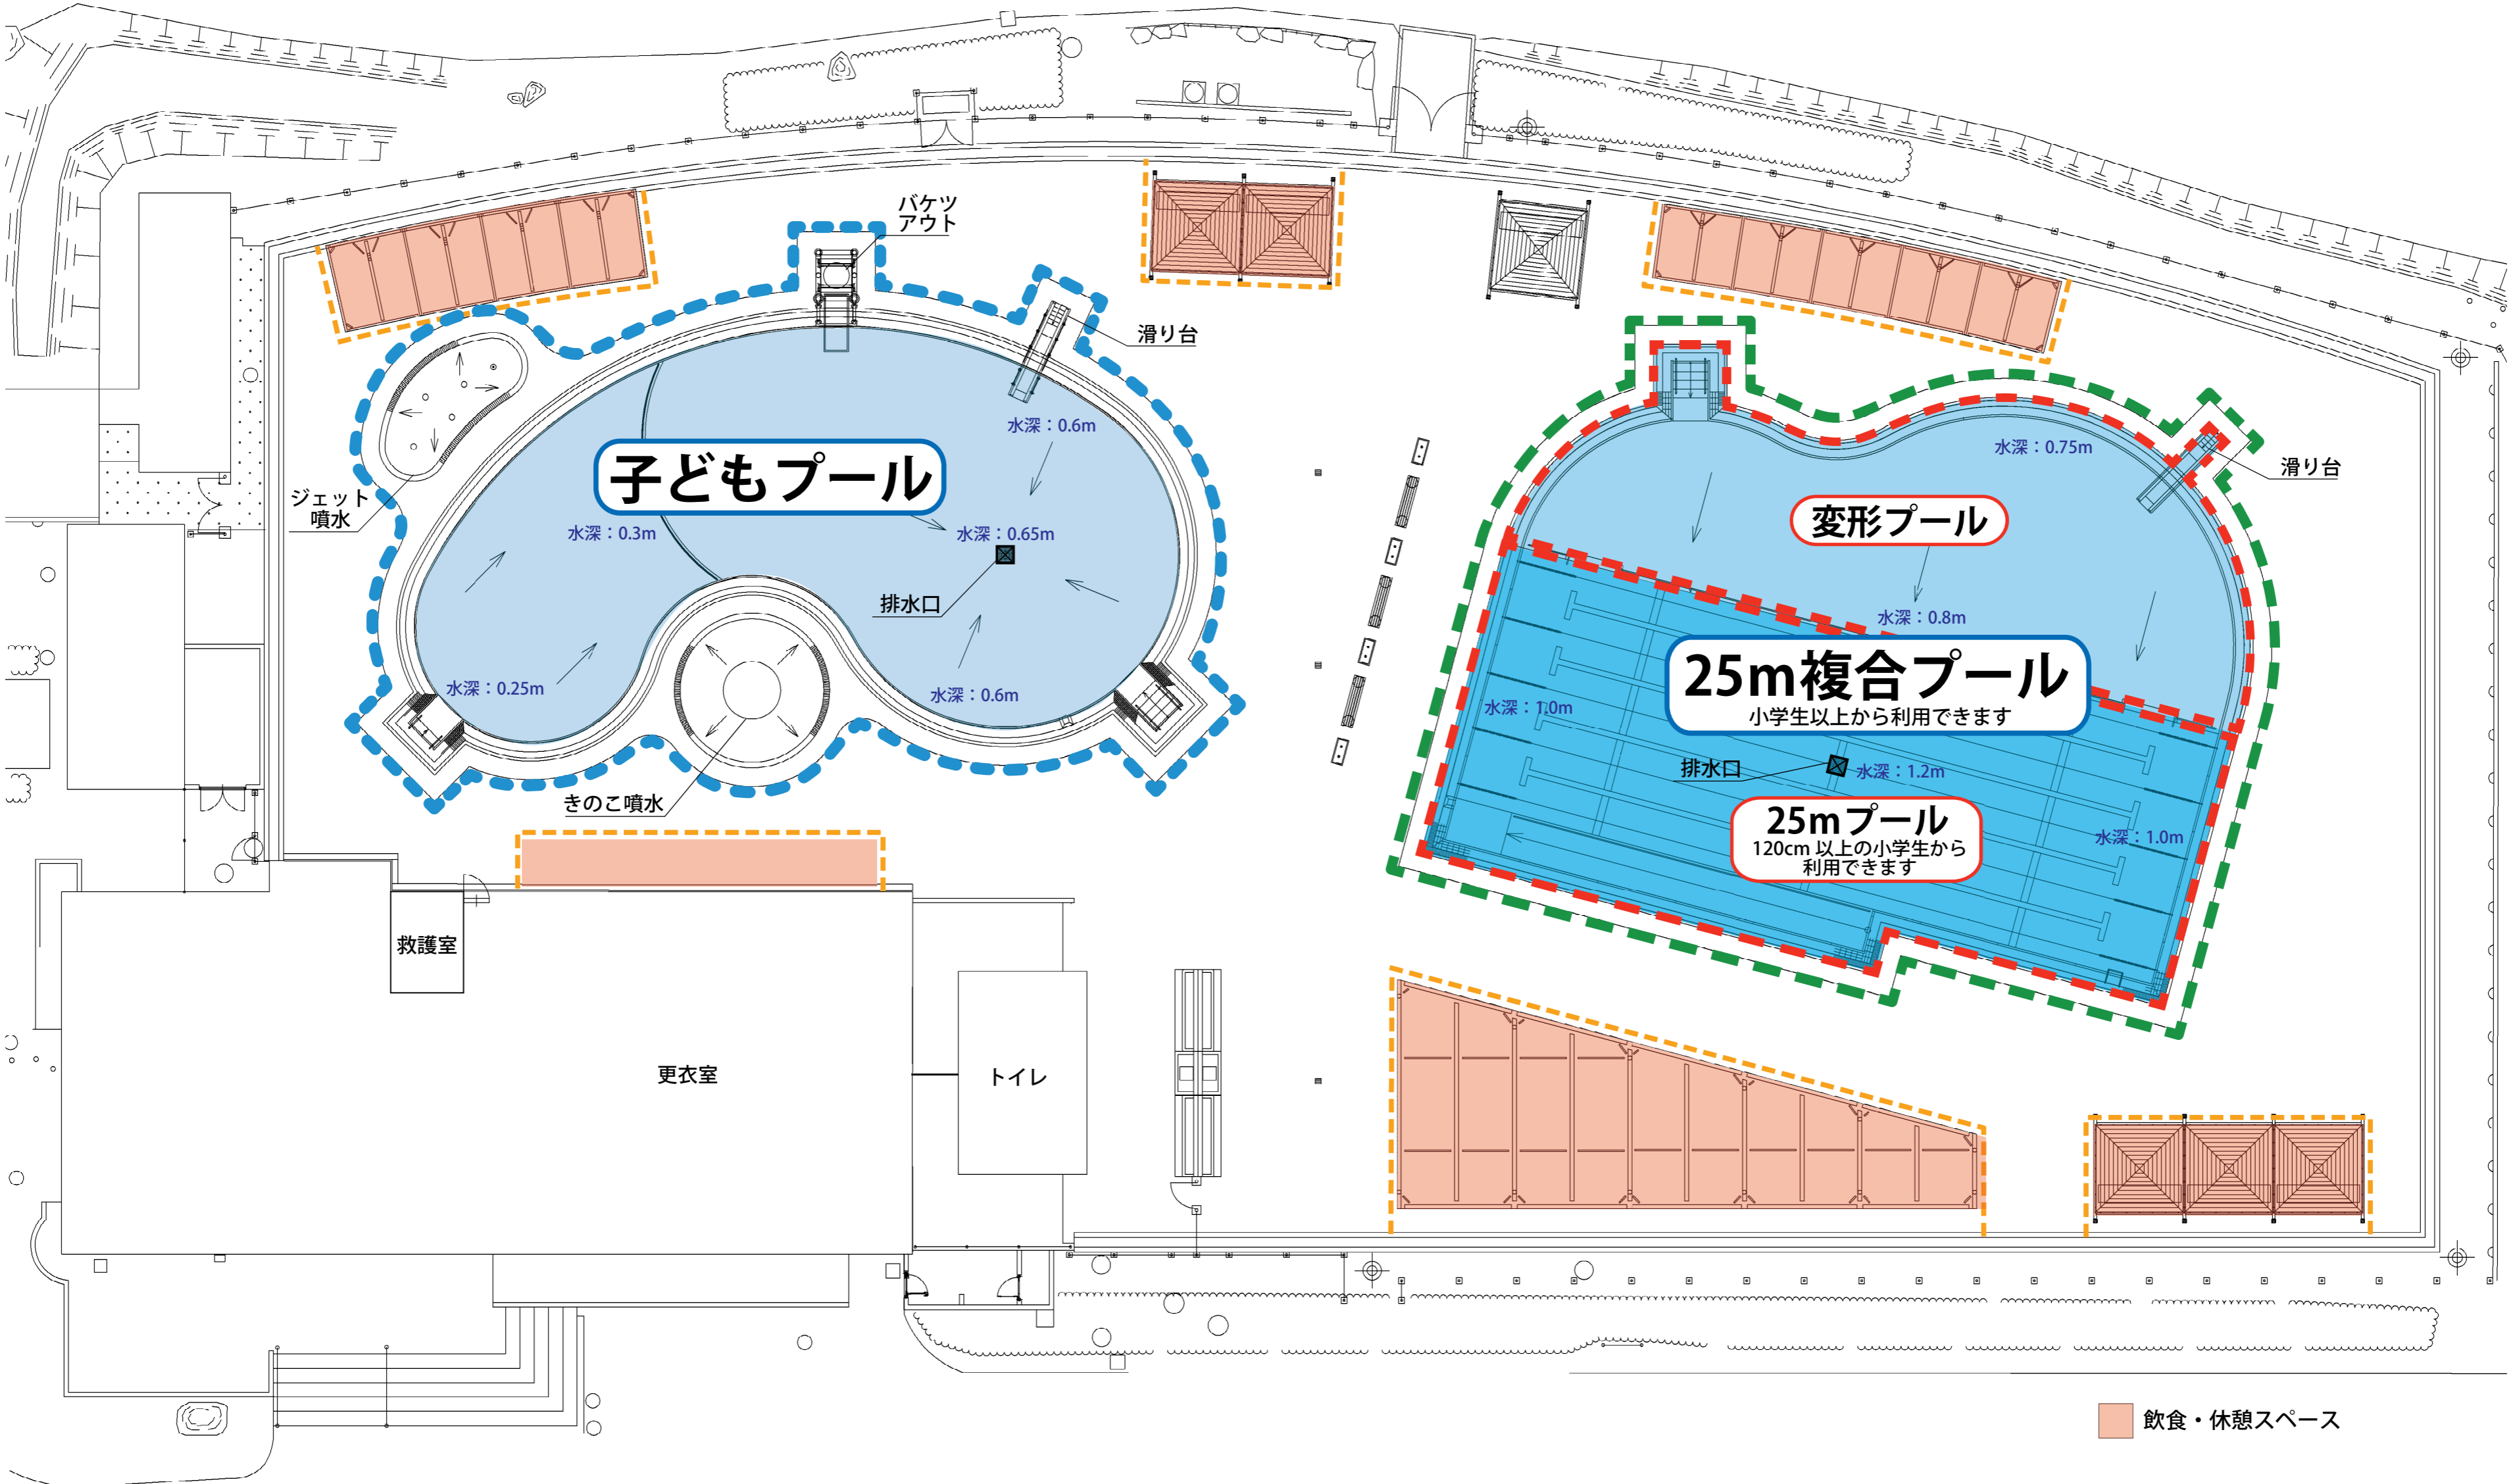 バケツ
アウト
滑り台
水深：0.6m
子どもプール
ジェット
噴水
水深：0.3m
水深：0.65m
排水口
水深：0.25m
水深：0.6m
きのこ噴水
水深：0.75m
滑り台
変形プール
水深：0.8m
25m複合プール
小学生以上から利用できます
水深：1.0m
排水口
水深：1.2m
25mプール
120cm 以上の小学生から
利用できます
水深：1.0m
救護室
更衣室
トイレ
飲食・休憩スペース